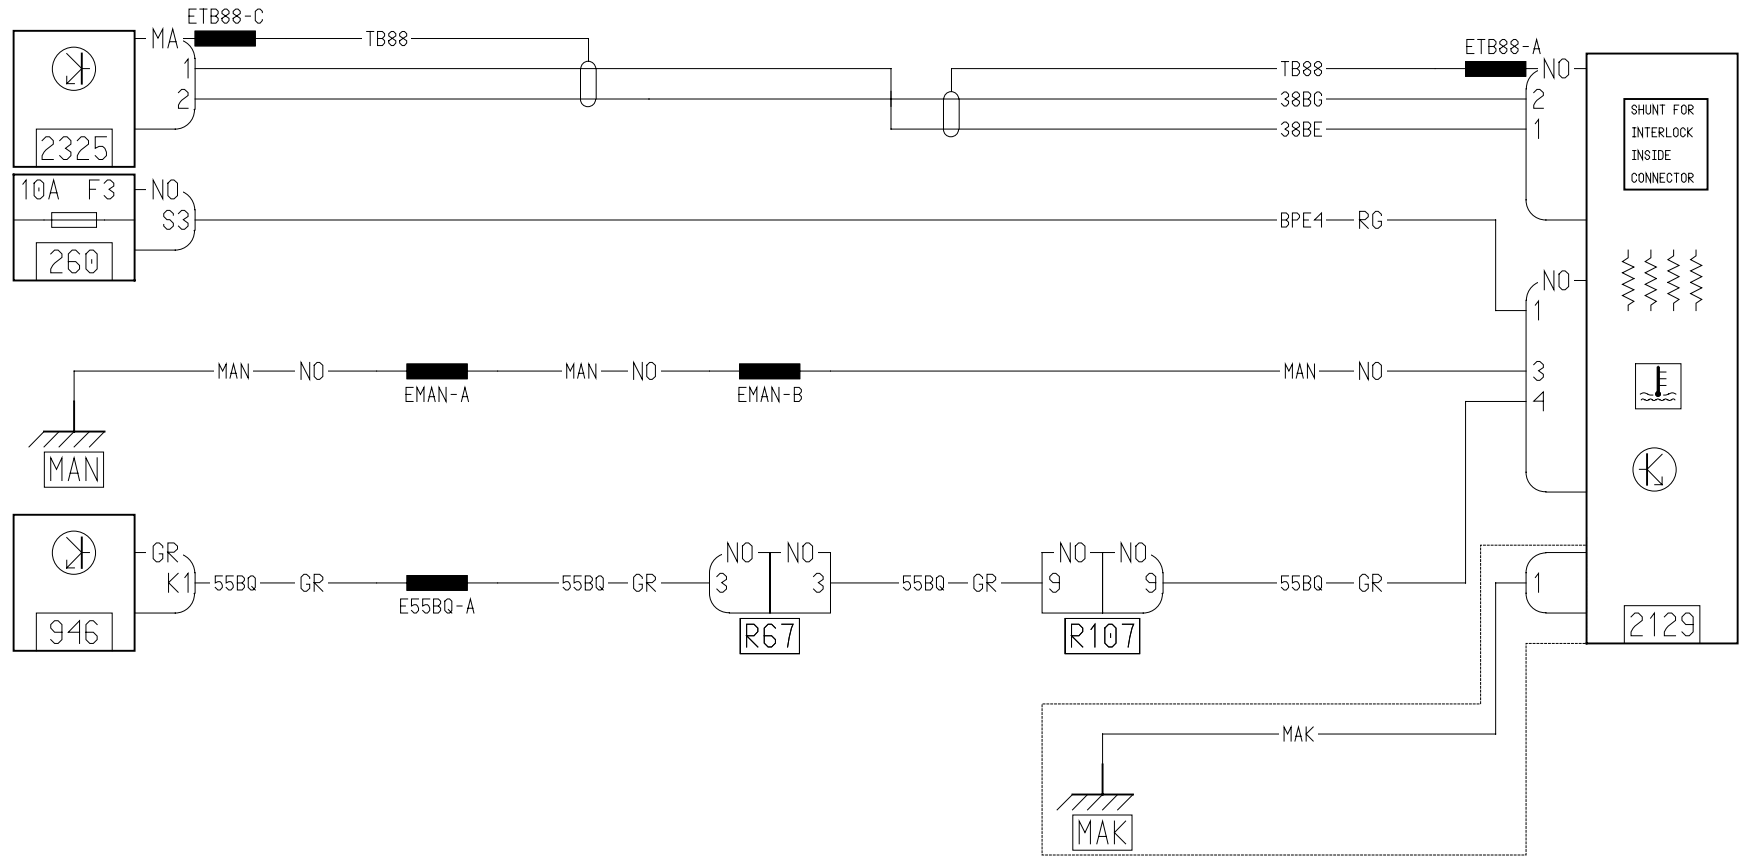 ETB88-C
MA
TB88
1
2
2325
ETB88-A
TB88
NO
38BG
2
38BE
1
SHUNT FOR
INTERLOCK
INSIDE
CONNECTOR
10A F3
NO
S3
BPE4 RG
260
NO
1
MAN NO MAN NO MAN NO 3
EMAN-A EMAN-B
4
MAN
GR NO NO NO NO
K1 55BQ GR 55BQ GR 3 3 55BQ GR 9 9 55BQ GR 1
E55BQ-A
946
R67
R107
2129
MAK
MAK